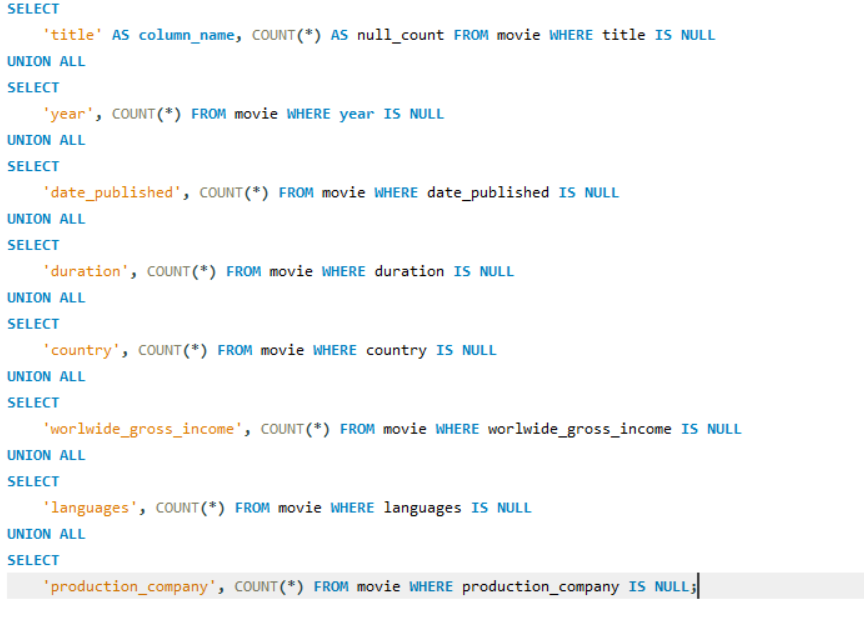 SELECT
    'title' AS column_name, COUNT(*) AS null_count FROM movie WHERE title IS NULL
UNION ALL
SELECT
    'year', COUNT(*) FROM movie WHERE year IS NULL
UNION ALL
SELECT
    'date_published', COUNT(*) FROM movie WHERE date_published IS NULL
UNION ALL
SELECT
    'duration', COUNT(*) FROM movie WHERE duration IS NULL
UNION ALL
SELECT
    'country', COUNT(*) FROM movie WHERE country IS NULL
UNION ALL
SELECT
    'worlwide_gross_income', COUNT(*) FROM movie WHERE worlwide_gross_income IS NULL
UNION ALL
SELECT
    'languages', COUNT(*) FROM movie WHERE languages IS NULL
UNION ALL
SELECT
    'production_company', COUNT(*) FROM movie WHERE production_company IS NULL;